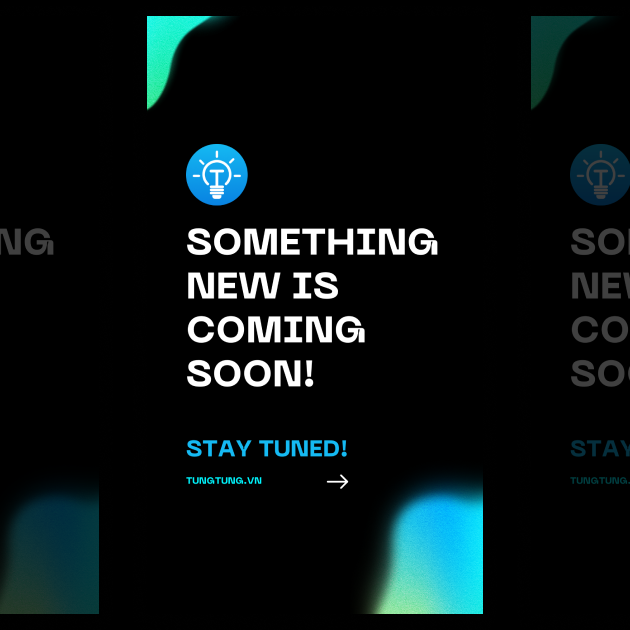 SOMETHING
NEW IS
COMING
SOON!
STAY TUNED!
TUNGTUNG.VN
NG
SO
NEW
CO
SOO
STAY
TUNGTUNG.